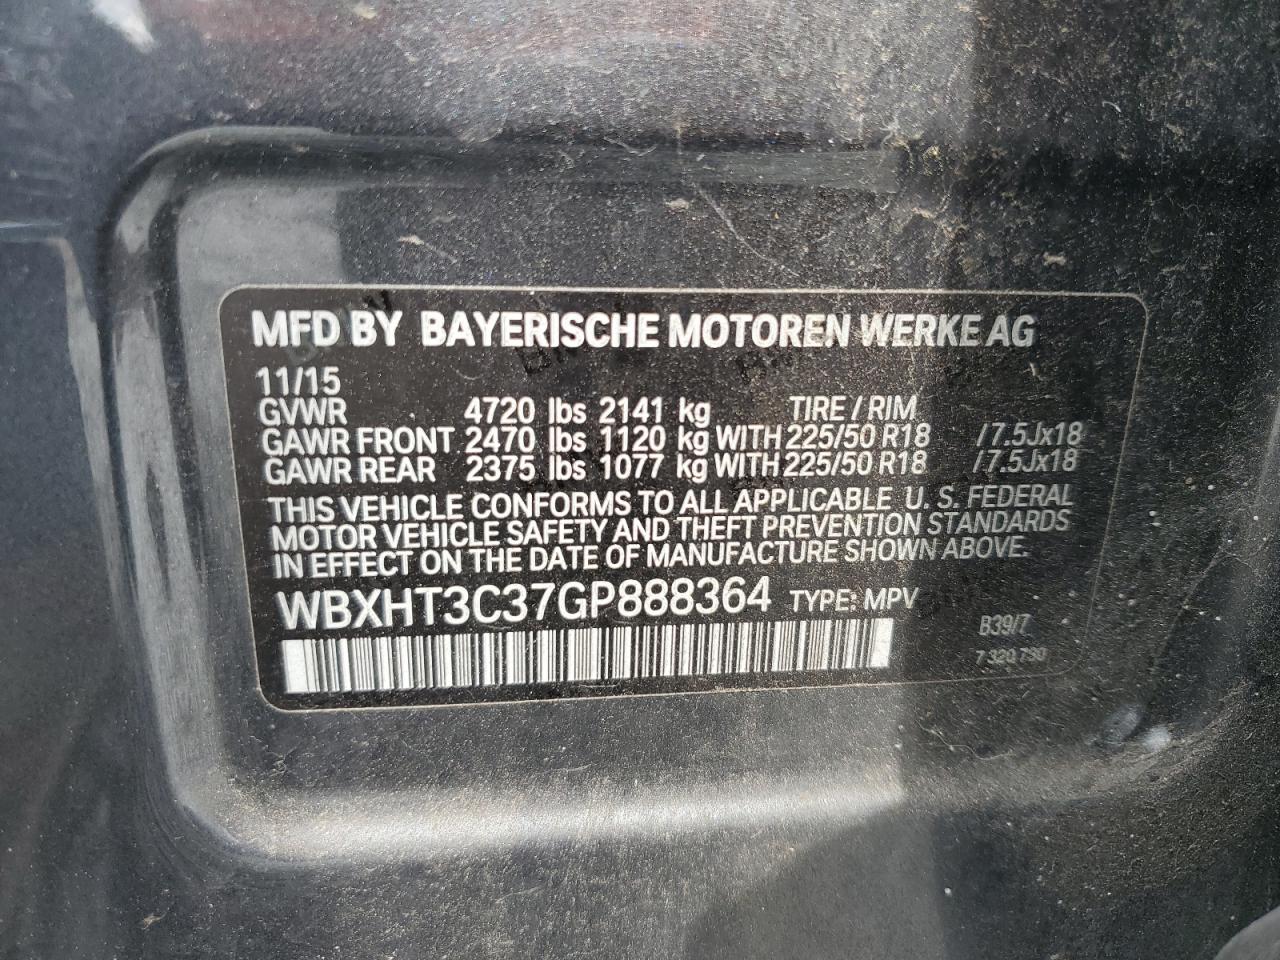 MFD BY BAYERISCHE MOTOREN WERKE AG
11/15
GVWR 4720 lbs 2141 kg TIRE / RIM
GAWR FRONT 2470 lbs 1120 kg WITH 225/50 R18 /7.5Jx18
GAWR REAR 2375 lbs 1077 kg WITH 225/50 R18 /7.5Jx18
THIS VEHICLE CONFORMS TO ALL APPLICABLE U. S. FEDERAL
MOTOR VEHICLE SAFETY AND THEFT PREVENTION STANDARDS
IN EFFECT ON THE DATE OF MANUFACTURE SHOWN ABOVE.
WBXHT3C37GP888364 TYPE: MPV
B39/7
7 320 730